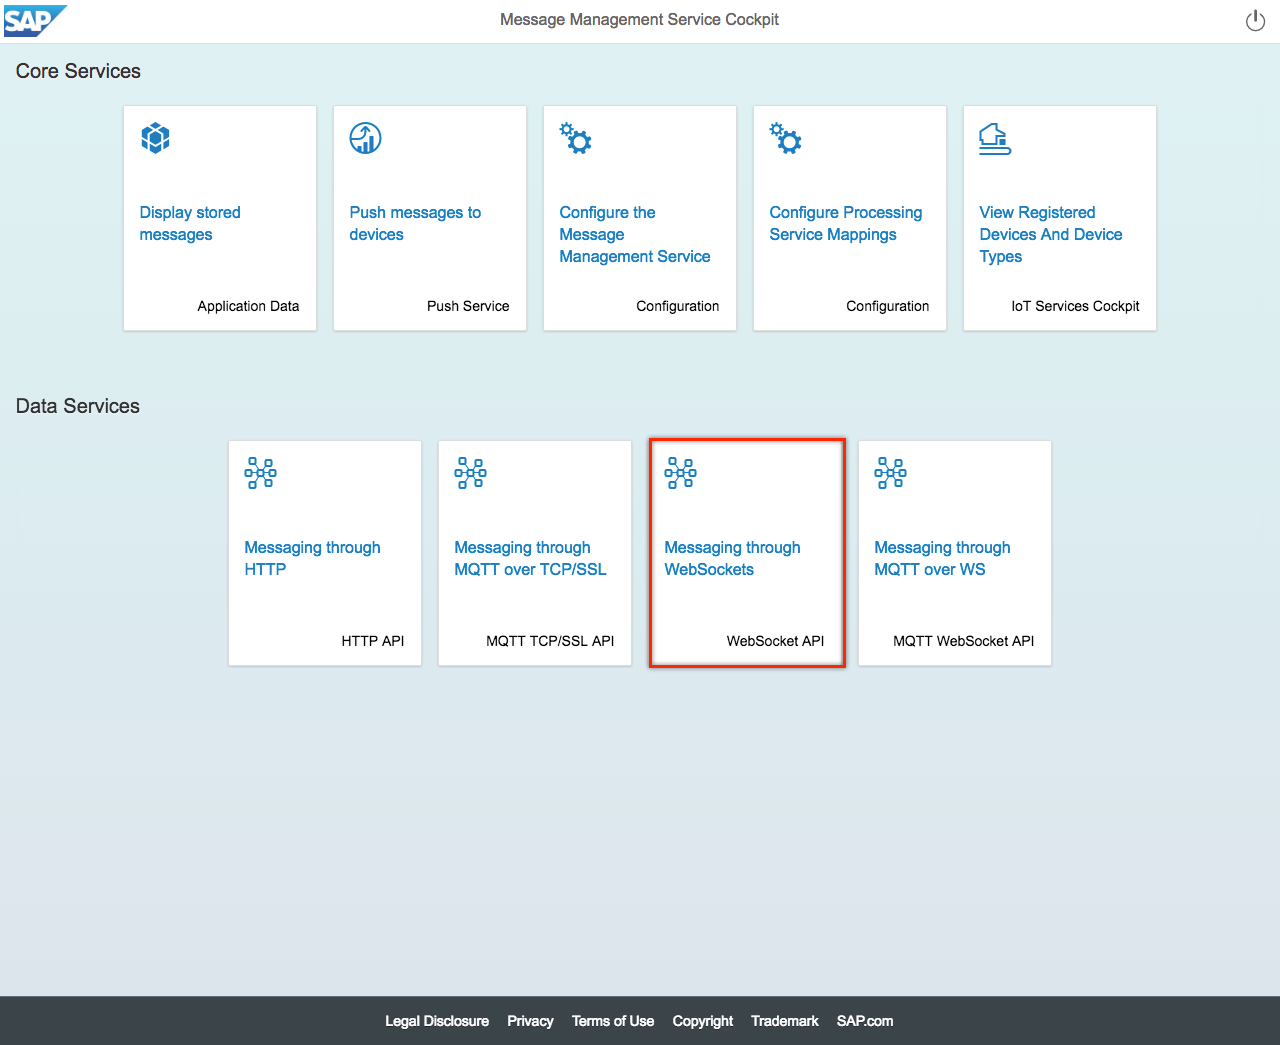 SAP
Message Management Service Cockpit
Core Services
Display stored
messages
Application Data
Push messages to
devices
Push Service
Configure the
Message
Management Service
Configuration
Configure Processing
Service Mappings
Configuration
View Registered
Devices And Device
Types
IoT Services Cockpit
Data Services
Messaging through
HTTP
HTTP API
Messaging through
MQTT over TCP/SSL
MQTT TCP/SSL API
Messaging through
WebSockets
WebSocket API
Messaging through
MQTT over WS
MQTT WebSocket API
Legal Disclosure Privacy Terms of Use Copyright Trademark SAP.com